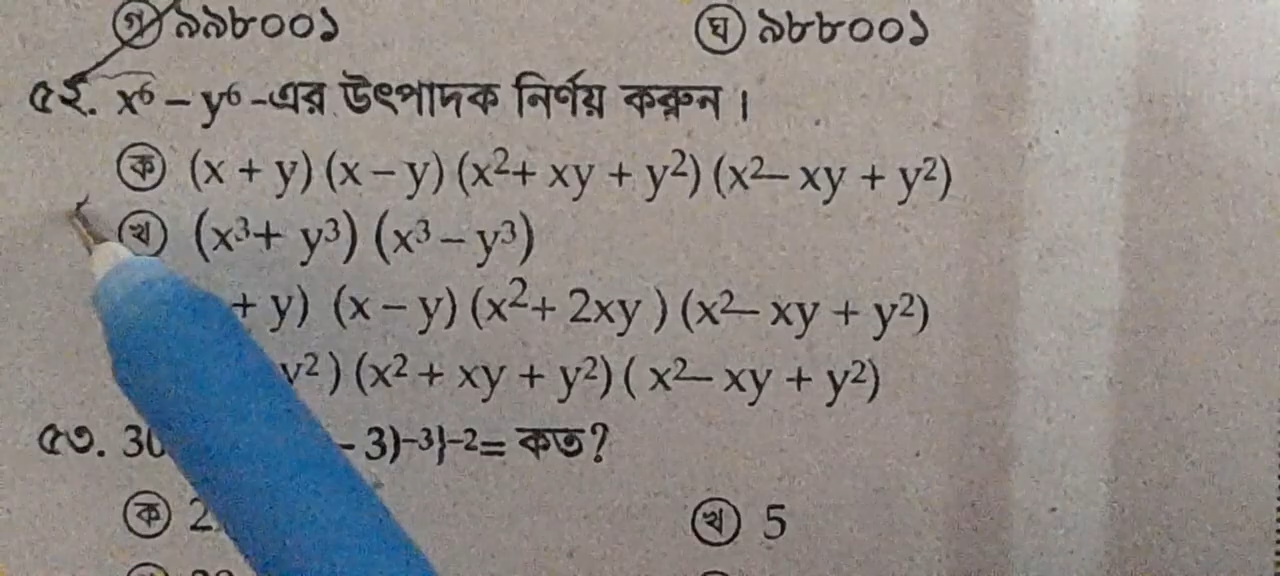 গ ৯৯৮০০১ ঘ ৯৮৮০০১
৫২. x⁶ – y⁶ -এর উৎপাদক নির্ণয় করুন।
ক (x + y) (x – y) (x²+ xy + y²) (x²– xy + y²)
খ (x³+ y³) (x³ – y³)
+ y) (x – y) (x²+ 2xy ) (x²– xy + y²)
y²) (x² + xy + y²) ( x²– xy + y²)
৫৩. 3 – 3)⁻³}⁻²= কত?
ক 2 খ 5